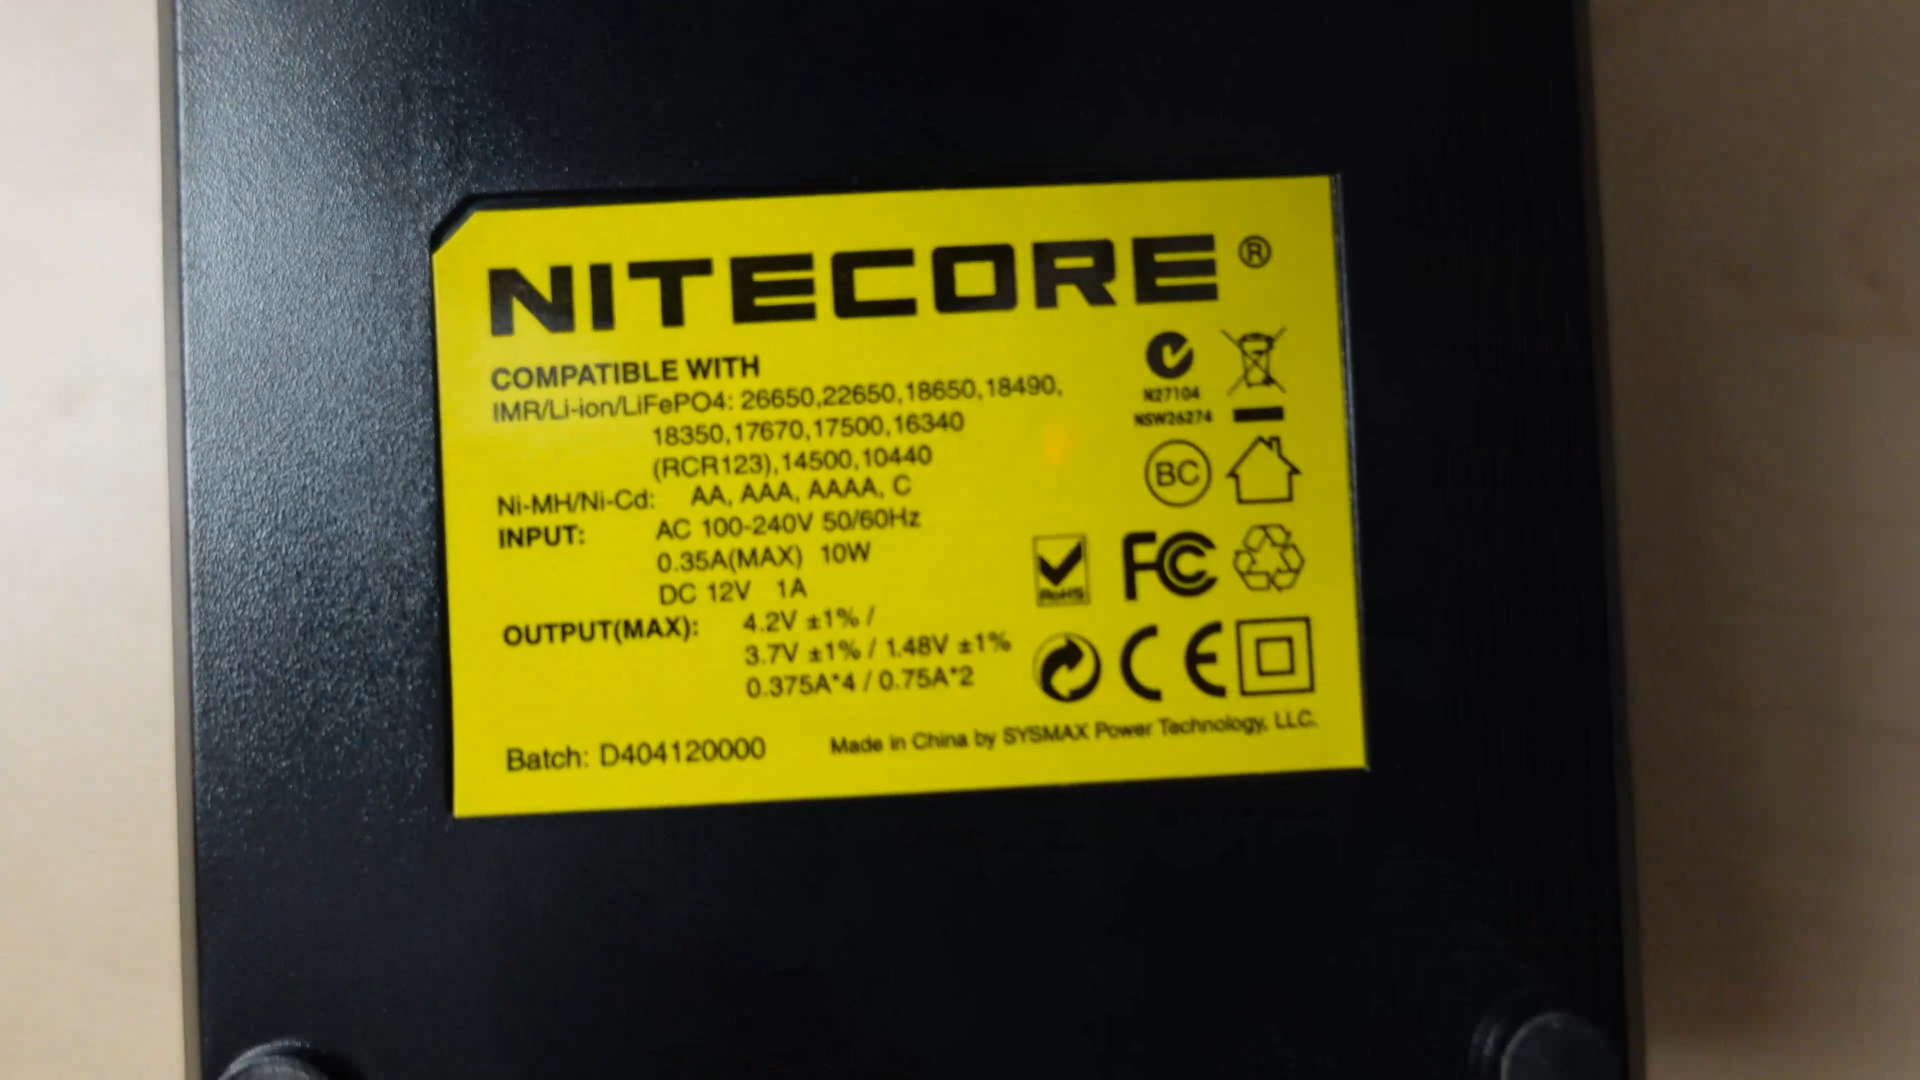 NITECORE ®
COMPATIBLE WITH
IMR/Li-ion/LiFePO4: 26650,22650,18650,18490,
18350,17670,17500,16340
(RCR123),14500,10440
Ni-MH/Ni-Cd: AA, AAA, AAAA, C
INPUT: AC 100-240V 50/60Hz
0.35A(MAX) 10W
DC 12V 1A
OUTPUT(MAX): 4.2V ±1% /
3.7V ±1% / 1.48V ±1%
0.375A*4 / 0.75A*2
Batch: D404120000
Made in China by SYSMAX Power Technology, LLC.
N27104
NSW26274
BC
RoHS
FC
CE